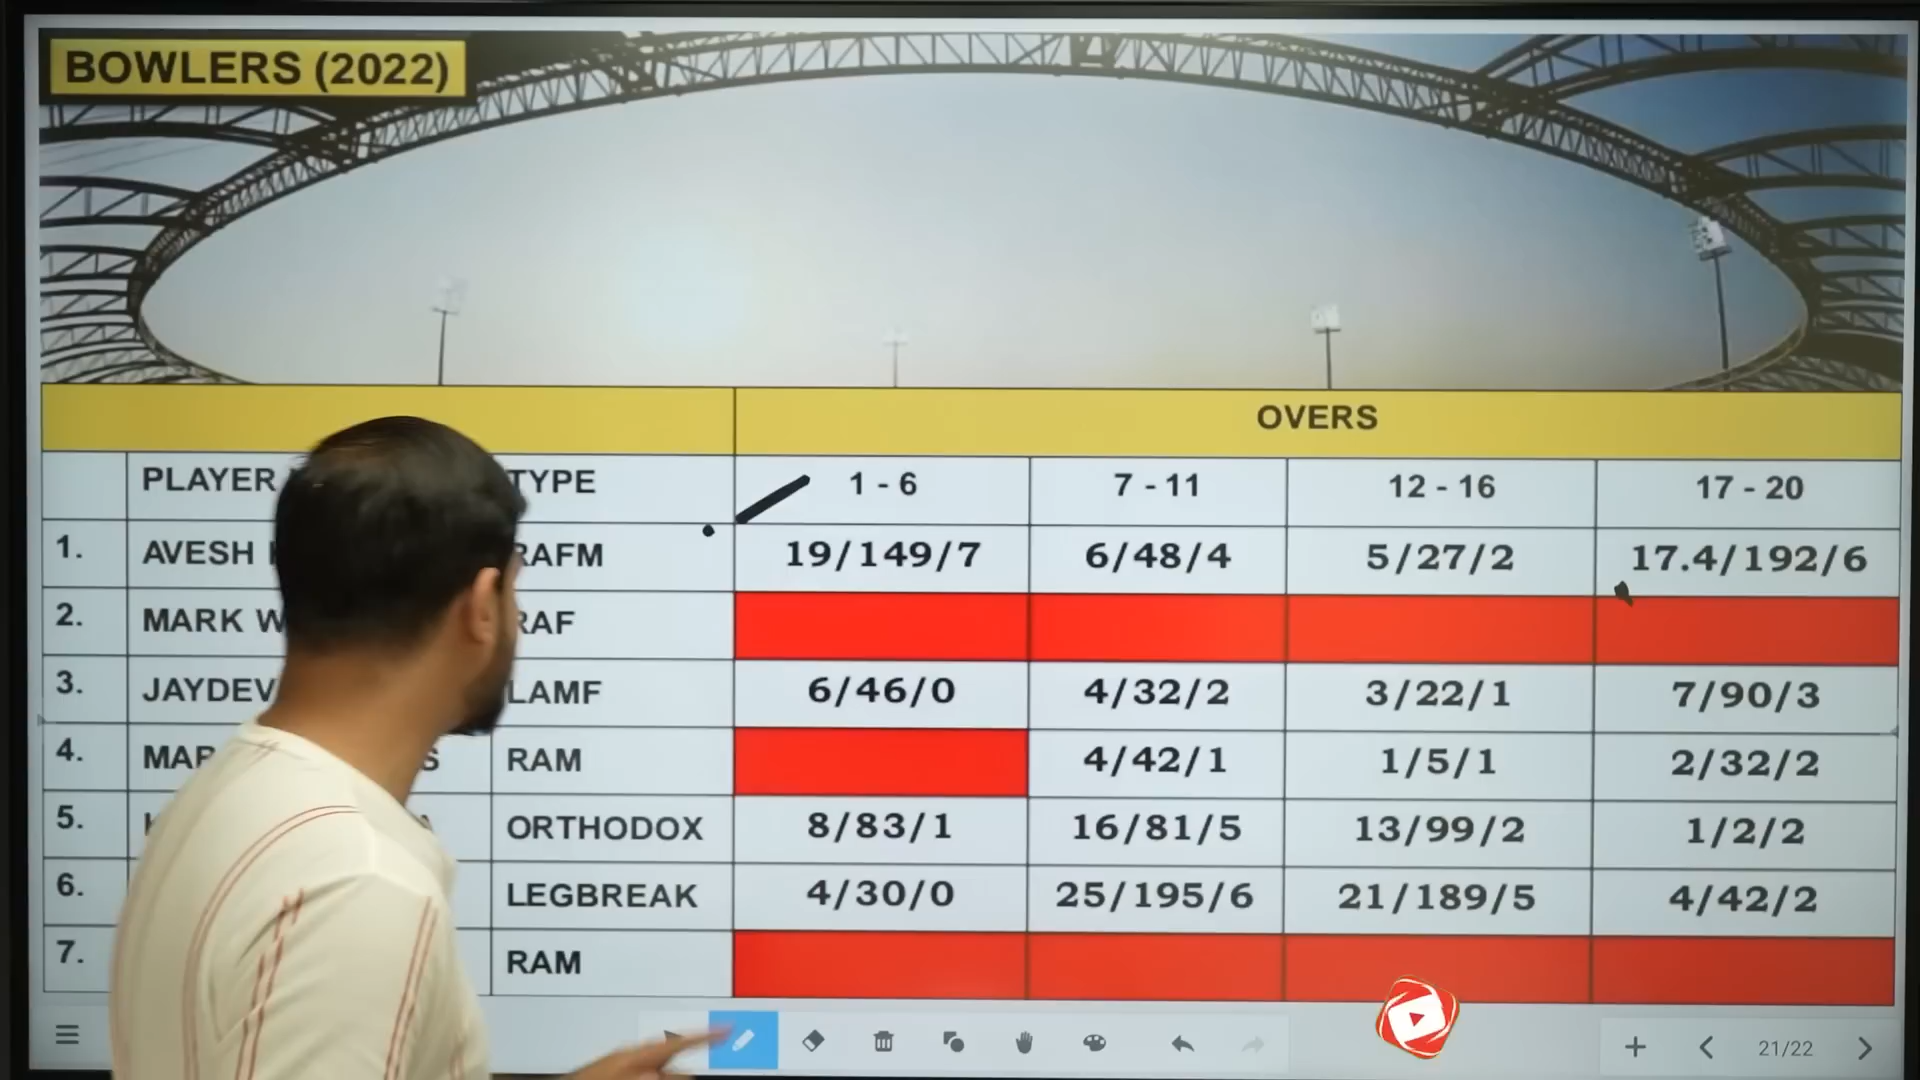 BOWLERS (2022)
OVERS
PLAYER TYPE 1 - 6 7 - 11 12 - 16 17 - 20
1. AVESH RAFM 19/149/7 6/48/4 5/27/2 17.4/192/6
2. MARK RAF
3. JAYDEV LAMF 6/46/0 4/32/2 3/22/1 7/90/3
4. RAM 4/42/1 1/5/1 2/32/2
5. ORTHODOX 8/83/1 16/81/5 13/99/2 1/2/2
6. LEGBREAK 4/30/0 25/195/6 21/189/5 4/42/2
7. RAM
21/22